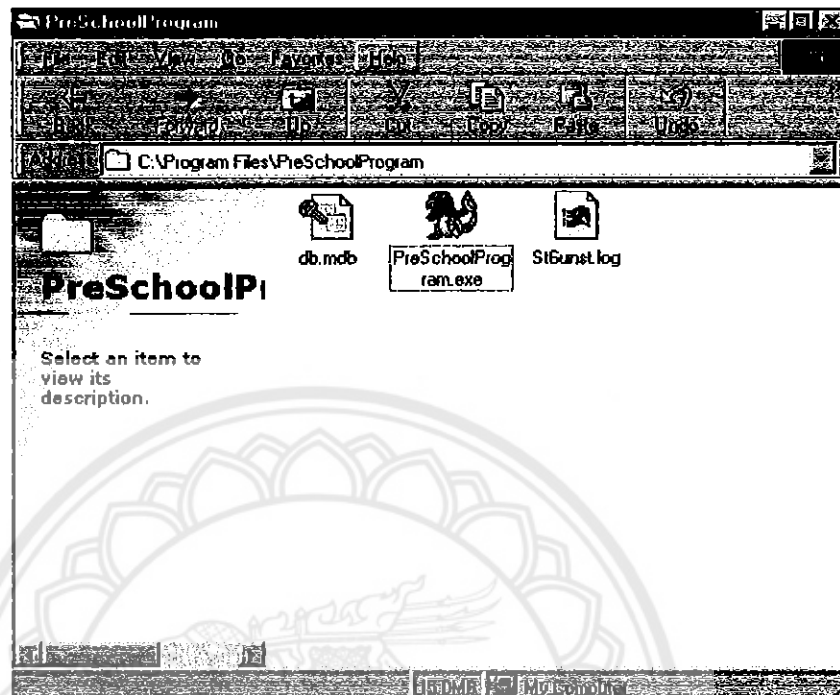 PreSchoolProgram
File Edit View Go Favorites Help
Back Forward Up Cut Copy Paste Undo
Address C:\Program Files\PreSchoolProgram
db.mdb
PreSchoolProg
ram.exe
St6unst.log
PreSchoolP
Select an item to
view its
description.
My Computer